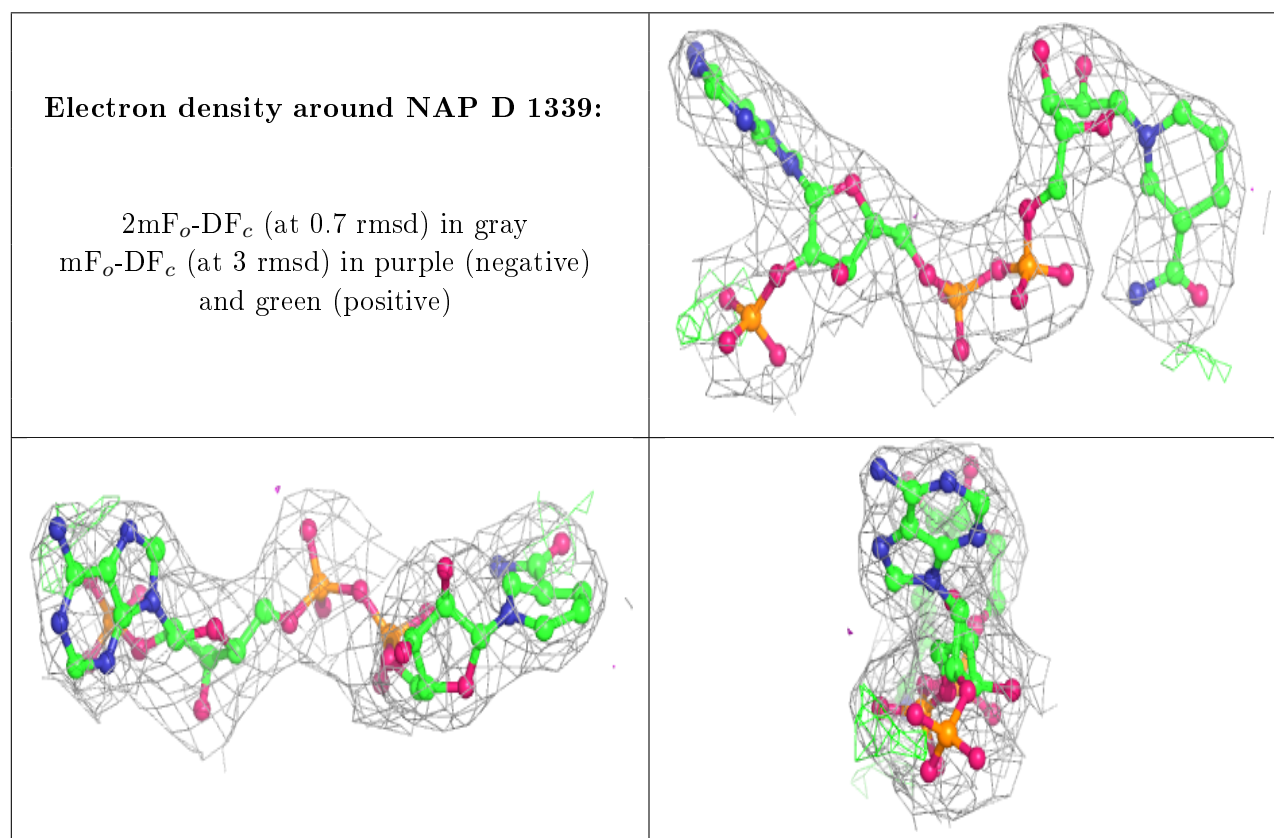 Electron density around NAP D 1339:
2mFₒ-DF𝒸 (at 0.7 rmsd) in gray
mFₒ-DF𝒸 (at 3 rmsd) in purple (negative)
and green (positive)